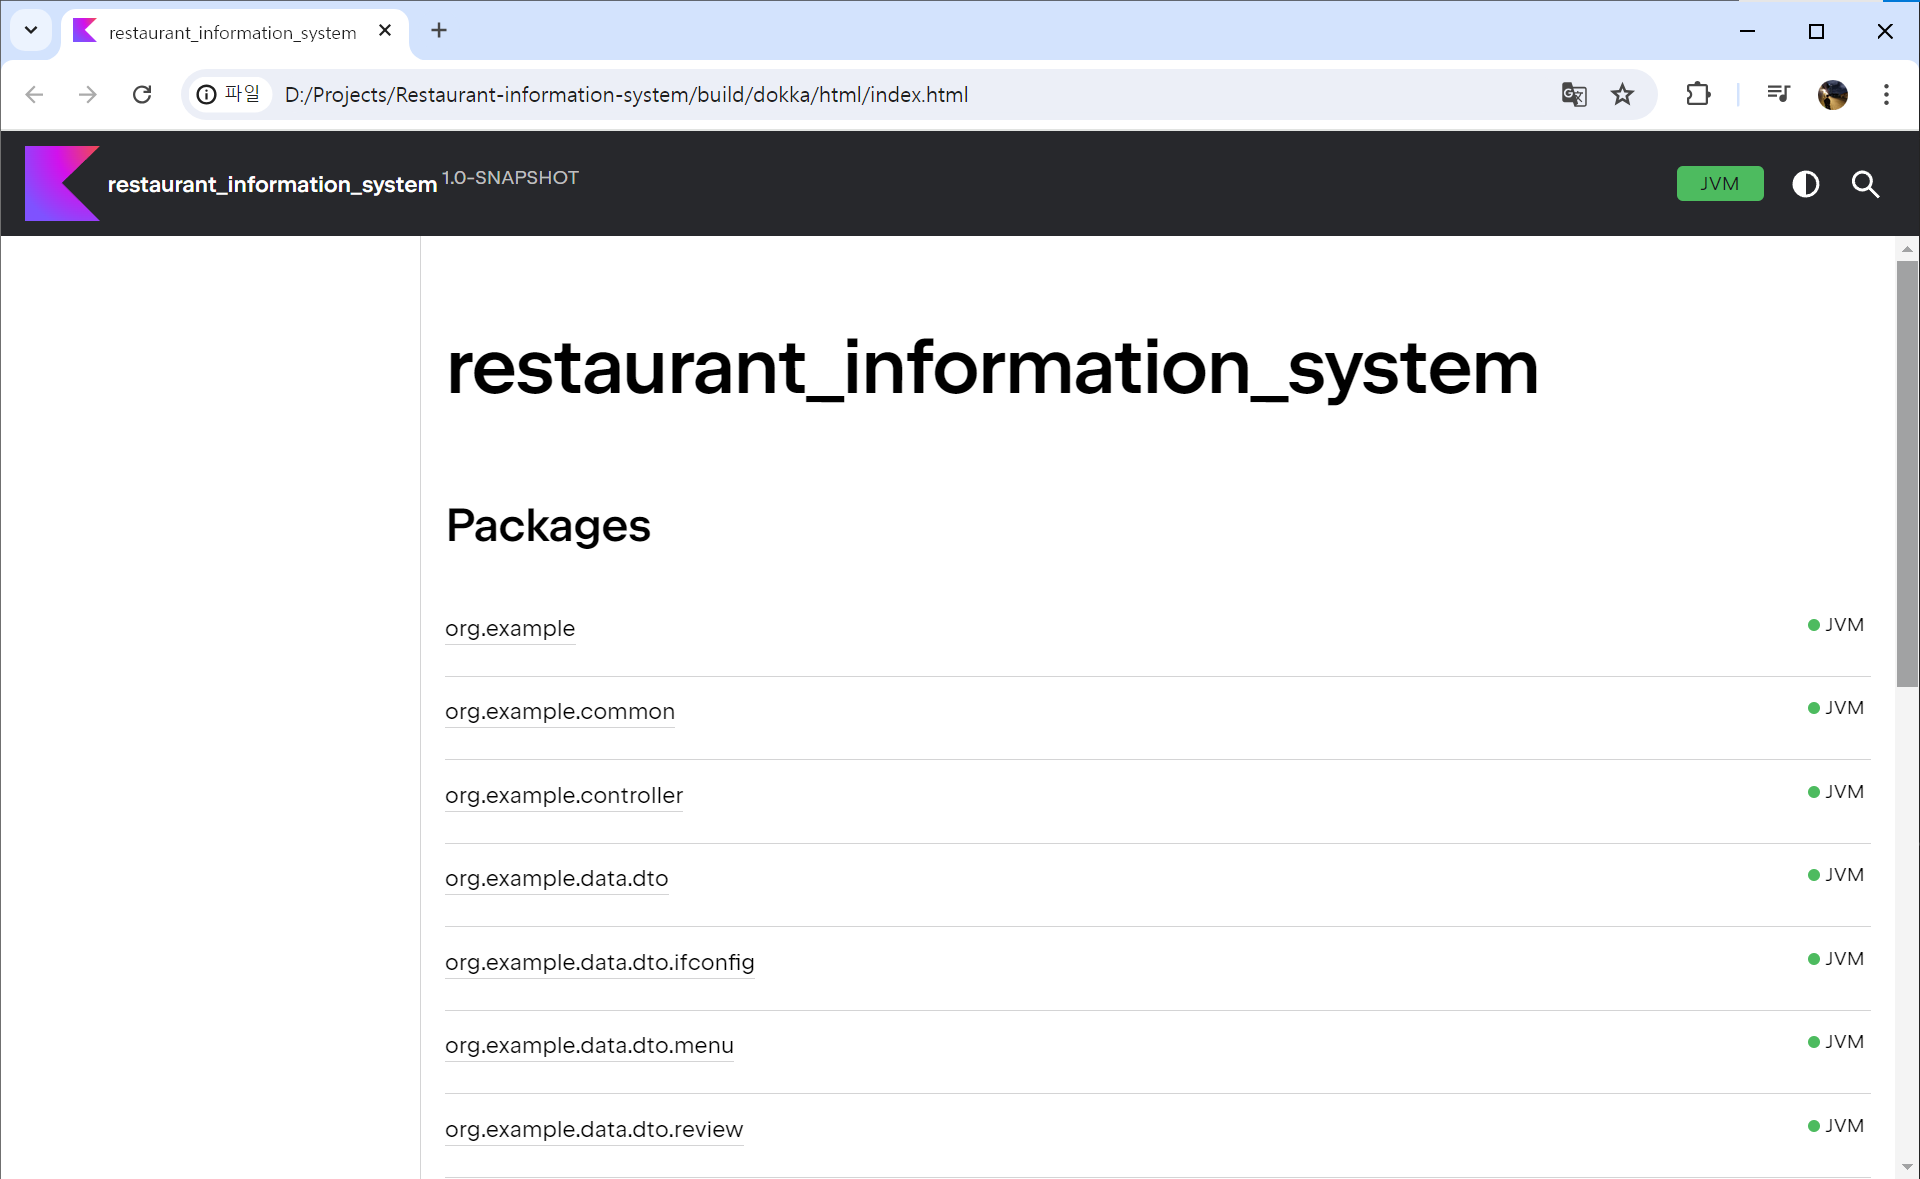 restaurant_information_system
파일 D:/Projects/Restaurant-information-system/build/dokka/html/index.html
restaurant_information_system 1.0-SNAPSHOT JVM
restaurant_information_system
Packages
org.example JVM
org.example.common JVM
org.example.controller JVM
org.example.data.dto JVM
org.example.data.dto.ifconfig JVM
org.example.data.dto.menu JVM
org.example.data.dto.review JVM